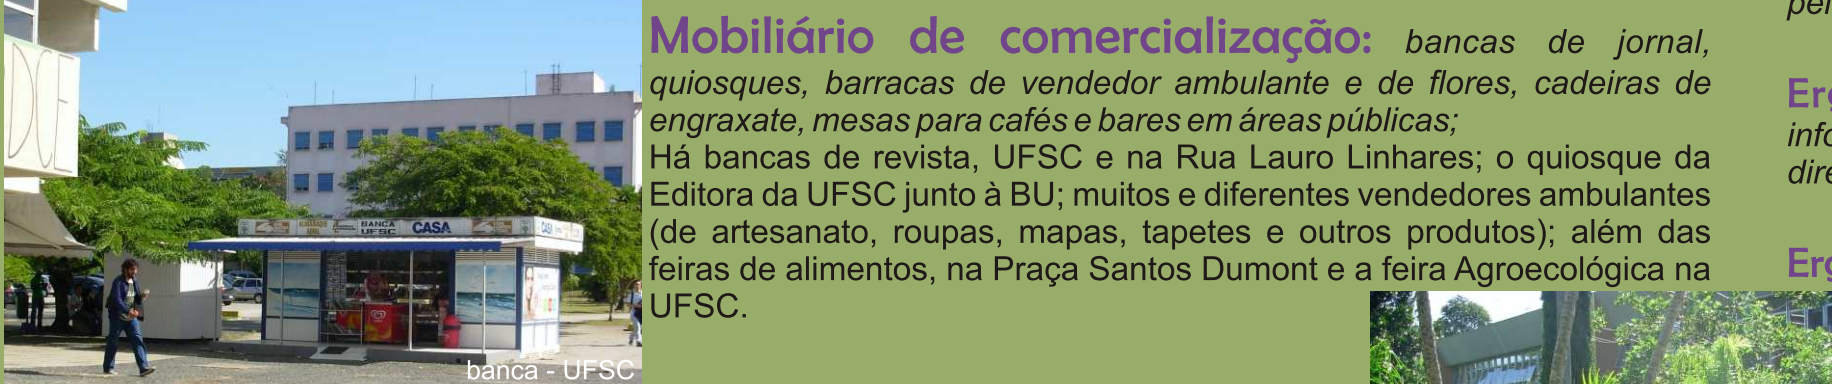 DCE
BANCA
UFSC
CASA
CASA
banca - UFSC
Mobiliário de comercialização: bancas de jornal,
quiosques, barracas de vendedor ambulante e de flores, cadeiras de
engraxate, mesas para cafés e bares em áreas públicas;
Há bancas de revista, UFSC e na Rua Lauro Linhares; o quiosque da
Editora da UFSC junto à BU; muitos e diferentes vendedores ambulantes
(de artesanato, roupas, mapas, tapetes e outros produtos); além das
feiras de alimentos, na Praça Santos Dumont e a feira Agroecológica na
UFSC.